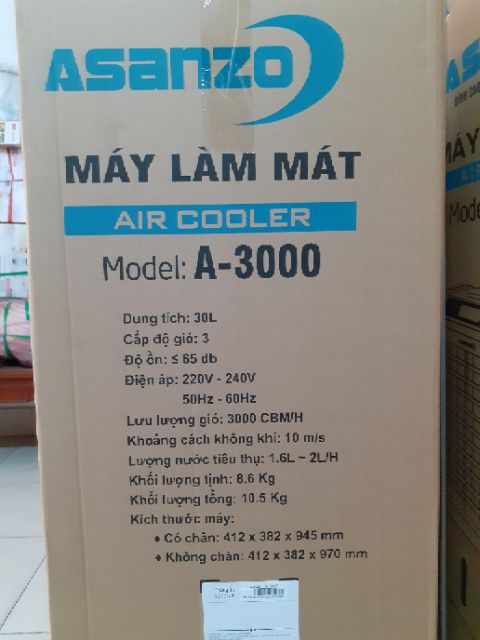 Asanzo
MÁY LÀM MÁT
AIR COOLER
Model: A-3000
Dung tích: 30L
Cấp độ gió: 3
Độ ồn: ≤ 65 db
Điện áp: 220V - 240V
50Hz - 60Hz
Lưu lượng gió: 3000 CBM/H
Khoảng cách không khí: 10 m/s
Lượng nước tiêu thụ: 1.6L ~ 2L/H
Khối lượng tịnh: 8.6 Kg
Khối lượng tổng: 10.5 Kg
Kích thước máy:
• Có chân: 412 x 382 x 945 mm
• Không chân: 412 x 382 x 970 mm